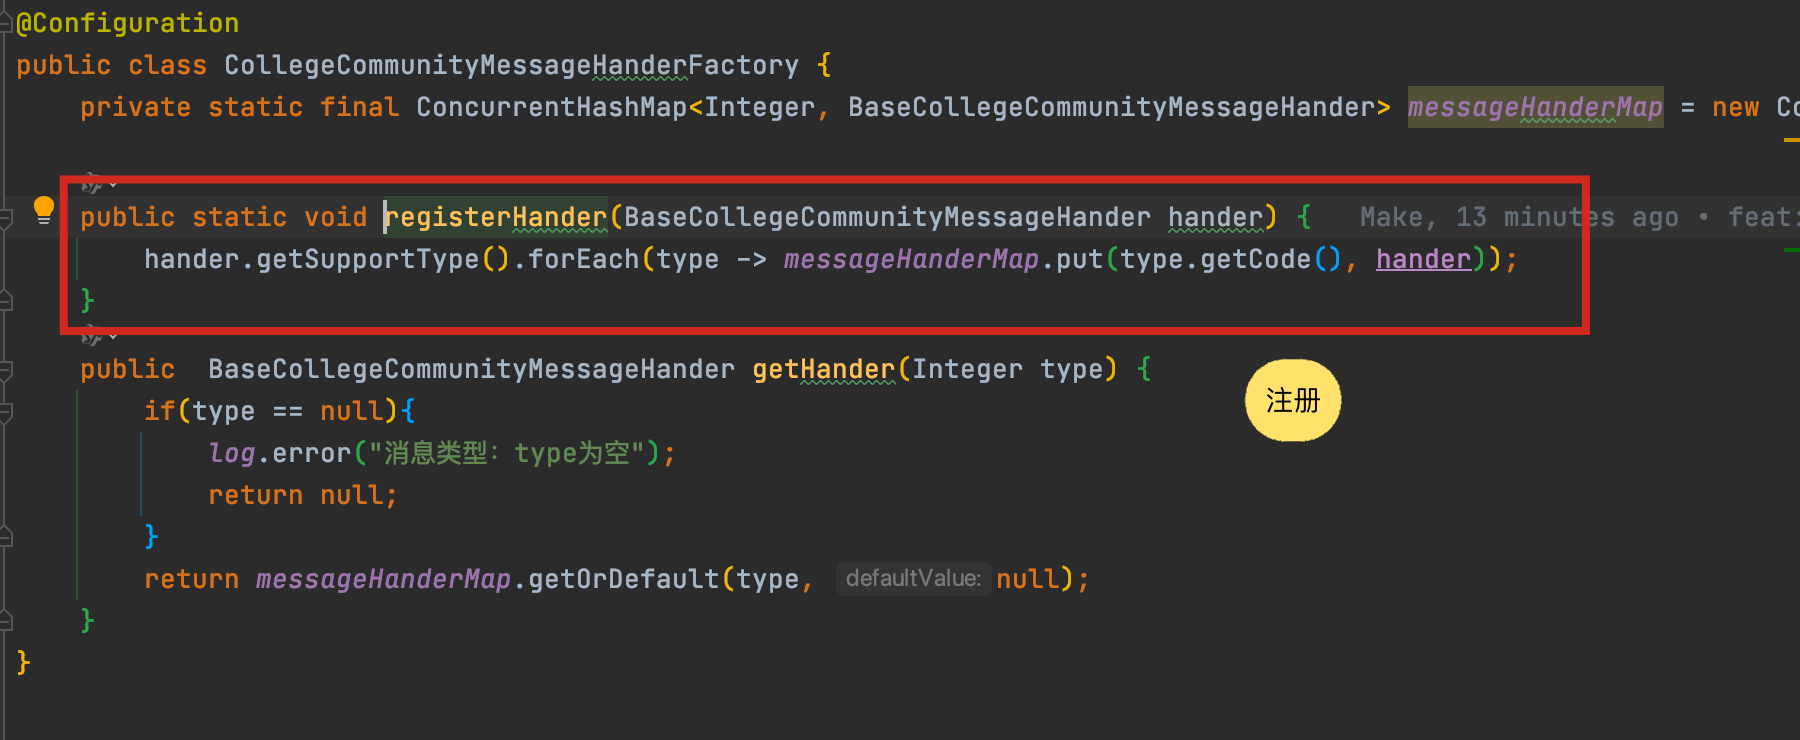 @Configuration
public class CollegeCommunityMessageHanderFactory {
private static final ConcurrentHashMap<Integer, BaseCollegeCommunityMessageHander> messageHanderMap = new Co
public static void registerHander(BaseCollegeCommunityMessageHander hander) { Make, 13 minutes ago • feat:
hander.getSupportType().forEach(type -> messageHanderMap.put(type.getCode(), hander));
}
public BaseCollegeCommunityMessageHander getHander(Integer type) {
注册
if(type == null){
log.error("消息类型：type为空");
return null;
}
return messageHanderMap.getOrDefault(type, defaultValue: null);
}
}